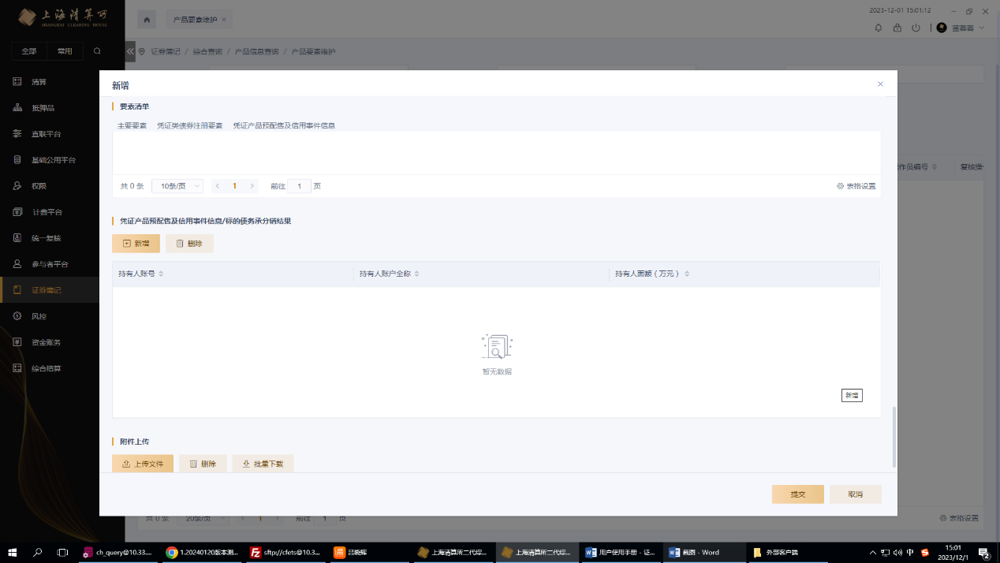 上海清算所
SHANGHAI CLEARING HOUSE
产品要素维护 ×
2023-12-01 15:01:12
董蓉蓉
全部 常用
证券簿记 / 综合查询 / 产品信息查询 / 产品要素维护
清算
抵押品
直联平台
基础公用平台
权限
计费平台
统一复核
参与者平台
证券簿记
风控
资金账务
综合结算
新增
要素清单
主要要素 凭证类债券注册要素 凭证产品预配售及信用事件信息
作员编号 复核操
共 0 条 10条/页 1 前往 1 页 表格设置
凭证产品预配售及信用事件信息/标的债务承分销结果
新增 删除
持有人账号 持有人账户全称 持有人面额（万元）
暂无数据
新增
附件上传
上传文件 删除 批量下载
提交 取消
共 0 条 20条/页 1 前往 1 页 表格设置
ch_query@10.33.... 1.20240120版本测... sftp://cfets@10.3... 吕晓辉 上海清算所二代综... 上海清算所二代综... 用户使用手册 - 证... 截图 - Word 外部客户端
中 15:01
2023/12/1
2